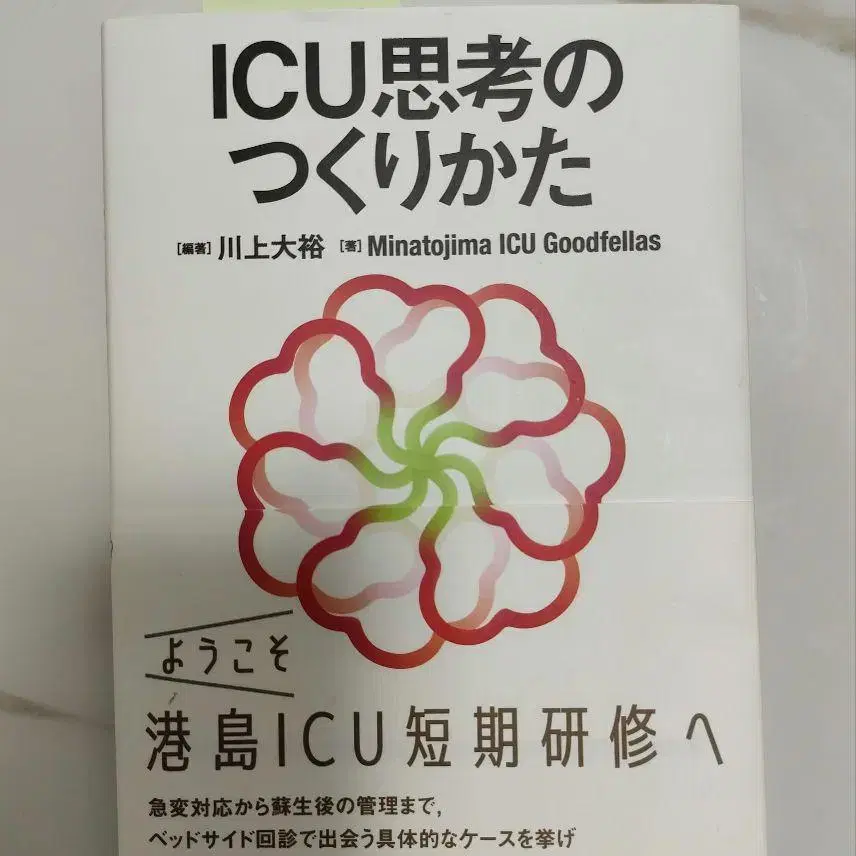 ICU思考の
つくりかた
[編著] 川上大裕 [著] Minatojima ICU Goodfellas
ようこそ
港島ICU短期研修へ
急変対応から蘇生後の管理まで,
ベッドサイド回診で出会う具体的なケースを挙げ